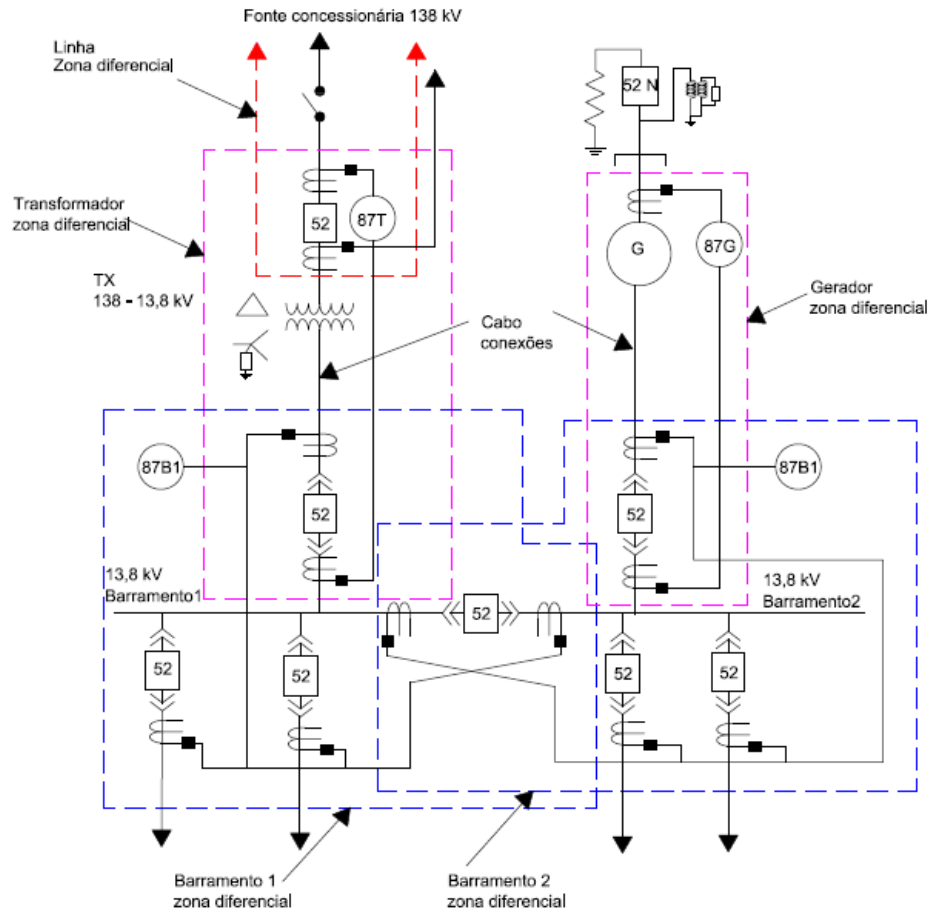 Fonte concessionária 138 kV
Linha
Zona diferencial
52 N
Transformador
zona diferencial
52
87T
G
87G
TX
138 – 13,8 kV
Cabo
conexões
Gerador
zona diferencial
87B1
52
52
87B1
13,8 kV
Barramento1
52
13,8 kV
Barramento2
52
52
52
52
Barramento 1
zona diferencial
Barramento 2
zona diferencial